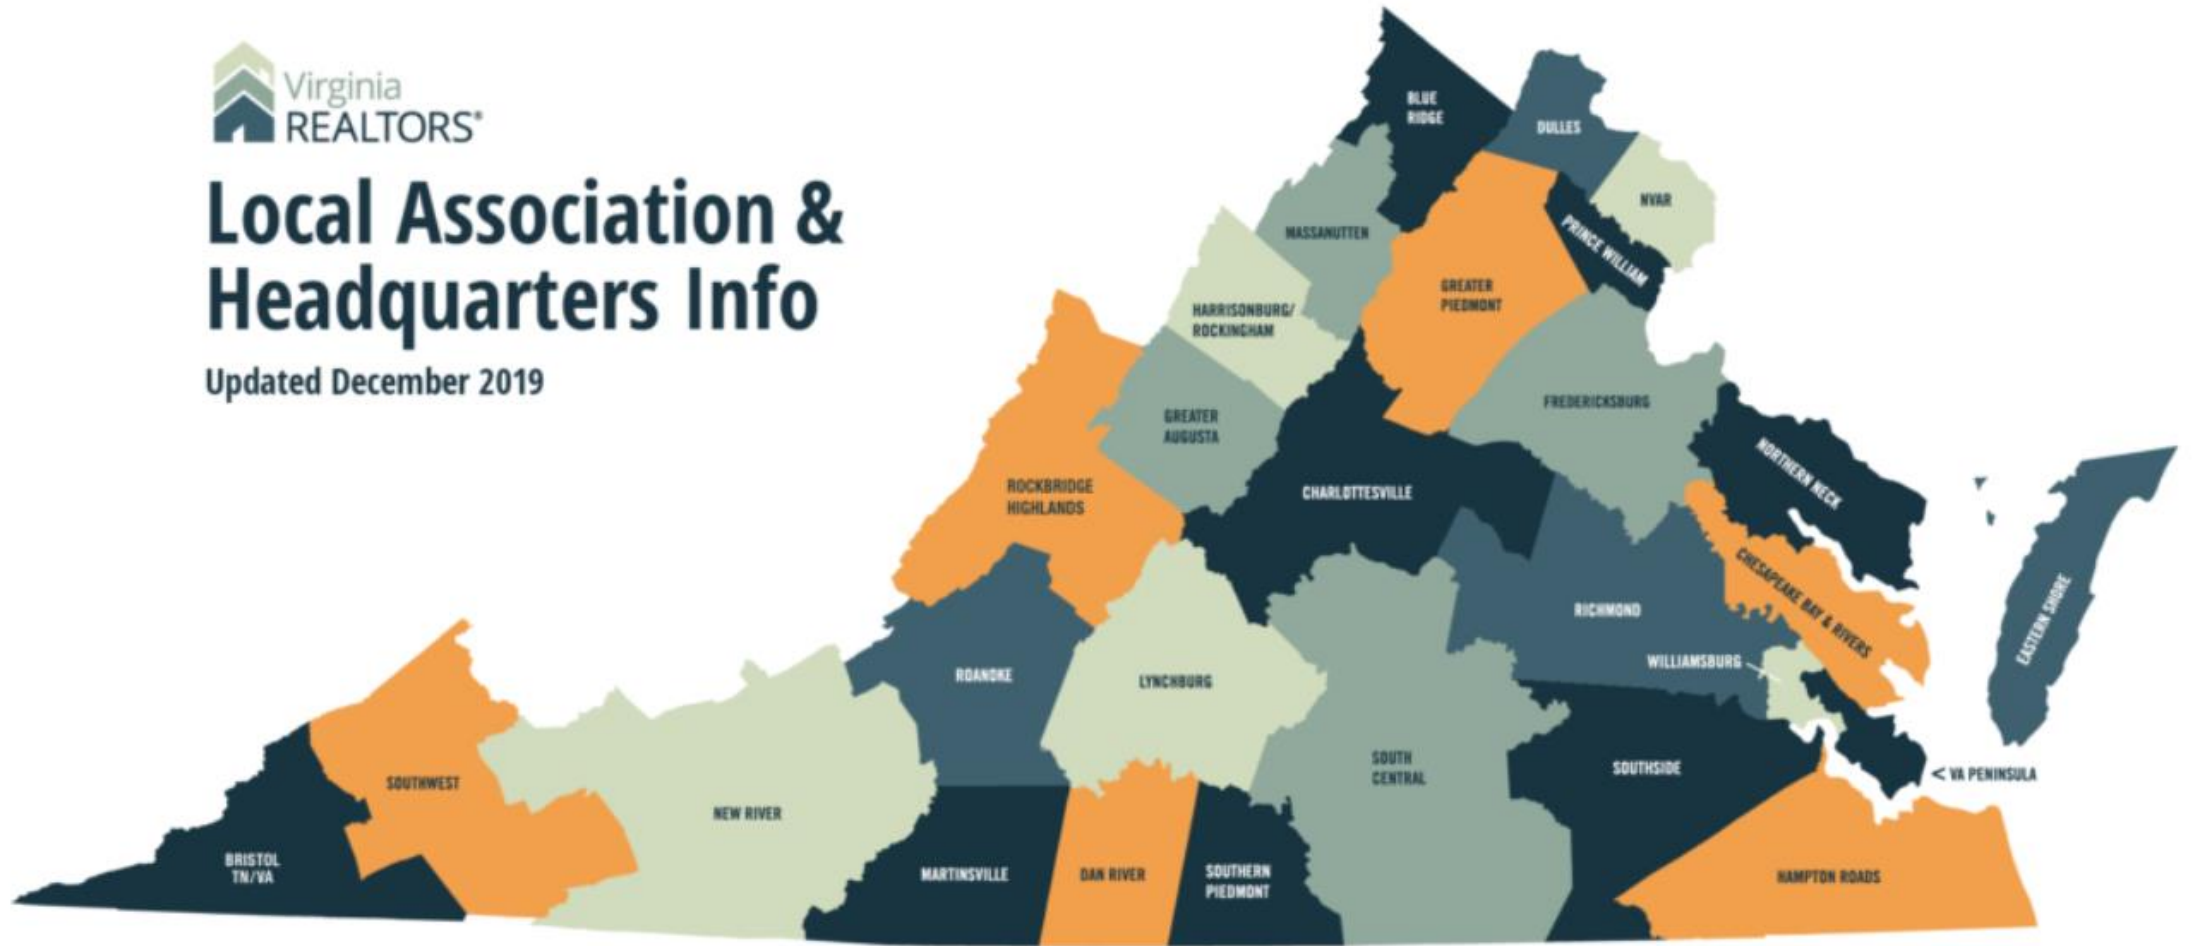 Virginia
REALTORS®
Local Association &
Headquarters Info
Updated December 2019
BLUE
RIDGE
DULLES
NVAR
MASSANUTTEN
PRINCE WILLIAM
GREATER
PIEDMONT
HARRISONBURG/
ROCKINGHAM
FREDERICKSBURG
GREATER
AUGUSTA
NORTHERN NECK
ROCKBRIDGE
HIGHLANDS
CHARLOTTESVILLE
CHESAPEAKE BAY & RIVERS
EASTERN SHORE
RICHMOND
WILLIAMSBURG
ROANOKE
LYNCHBURG
SOUTH
CENTRAL
SOUTHSIDE
< VA PENINSULA
SOUTHWEST
NEW RIVER
BRISTOL
TN/VA
MARTINSVILLE
DAN RIVER
SOUTHERN
PIEDMONT
HAMPTON ROADS